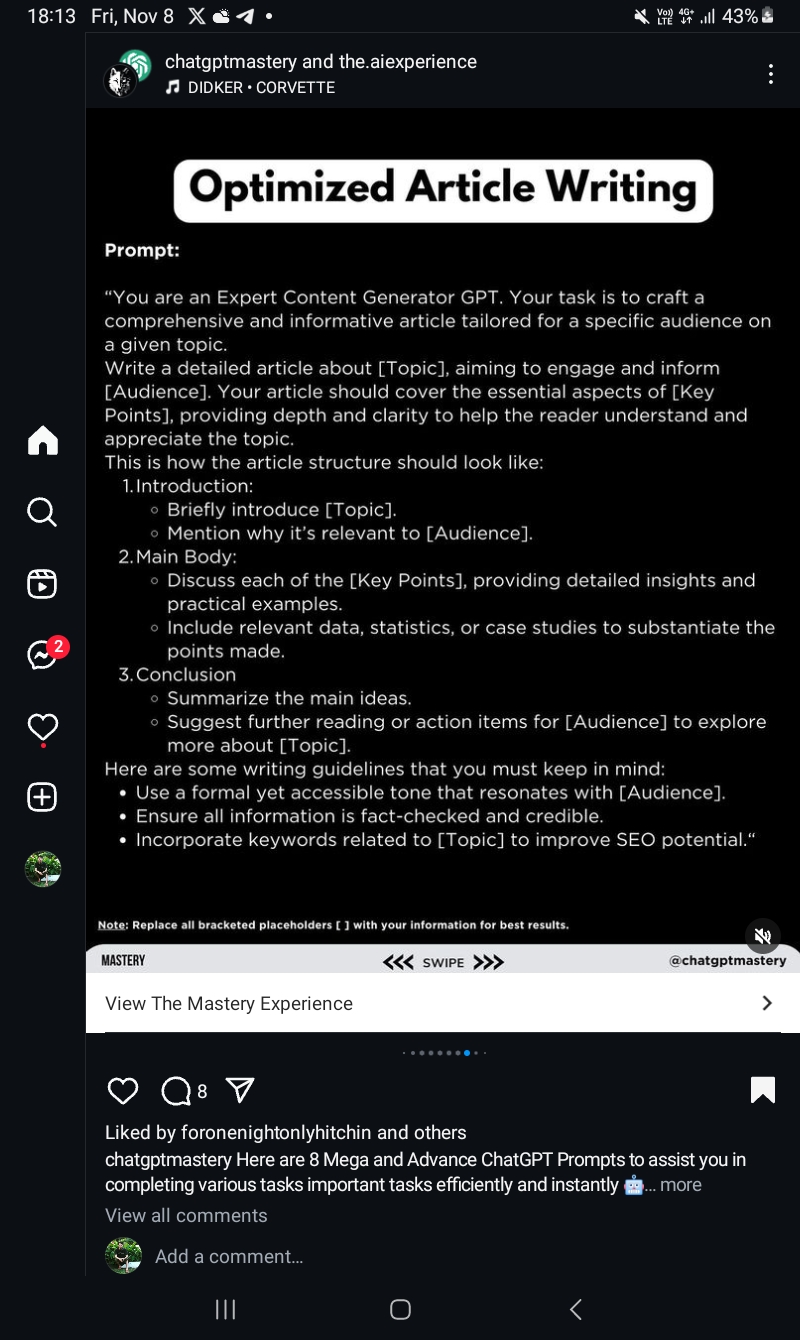 18:13 Fri, Nov 8 43%
Vo)) LTE 4G+
chatgptmastery and the.aiexperience
DIDKER • CORVETTE
Optimized Article Writing
Prompt:
“You are an Expert Content Generator GPT. Your task is to craft a
comprehensive and informative article tailored for a specific audience on
a given topic.
Write a detailed article about [Topic], aiming to engage and inform
[Audience]. Your article should cover the essential aspects of [Key
Points], providing depth and clarity to help the reader understand and
appreciate the topic.
This is how the article structure should look like:
1. Introduction:
◦ Briefly introduce [Topic].
◦ Mention why it’s relevant to [Audience].
2. Main Body:
◦ Discuss each of the [Key Points], providing detailed insights and
practical examples.
◦ Include relevant data, statistics, or case studies to substantiate the
points made.
3. Conclusion
◦ Summarize the main ideas.
◦ Suggest further reading or action items for [Audience] to explore
more about [Topic].
Here are some writing guidelines that you must keep in mind:
• Use a formal yet accessible tone that resonates with [Audience].
• Ensure all information is fact-checked and credible.
• Incorporate keywords related to [Topic] to improve SEO potential.“
Note: Replace all bracketed placeholders [ ] with your information for best results.
MASTERY <<< SWIPE >>> @chatgptmastery
View The Mastery Experience
2
8
Liked by foronenightonlyhitchin and others
chatgptmastery Here are 8 Mega and Advance ChatGPT Prompts to assist you in
completing various tasks important tasks efficiently and instantly 🤖... more
View all comments
Add a comment...